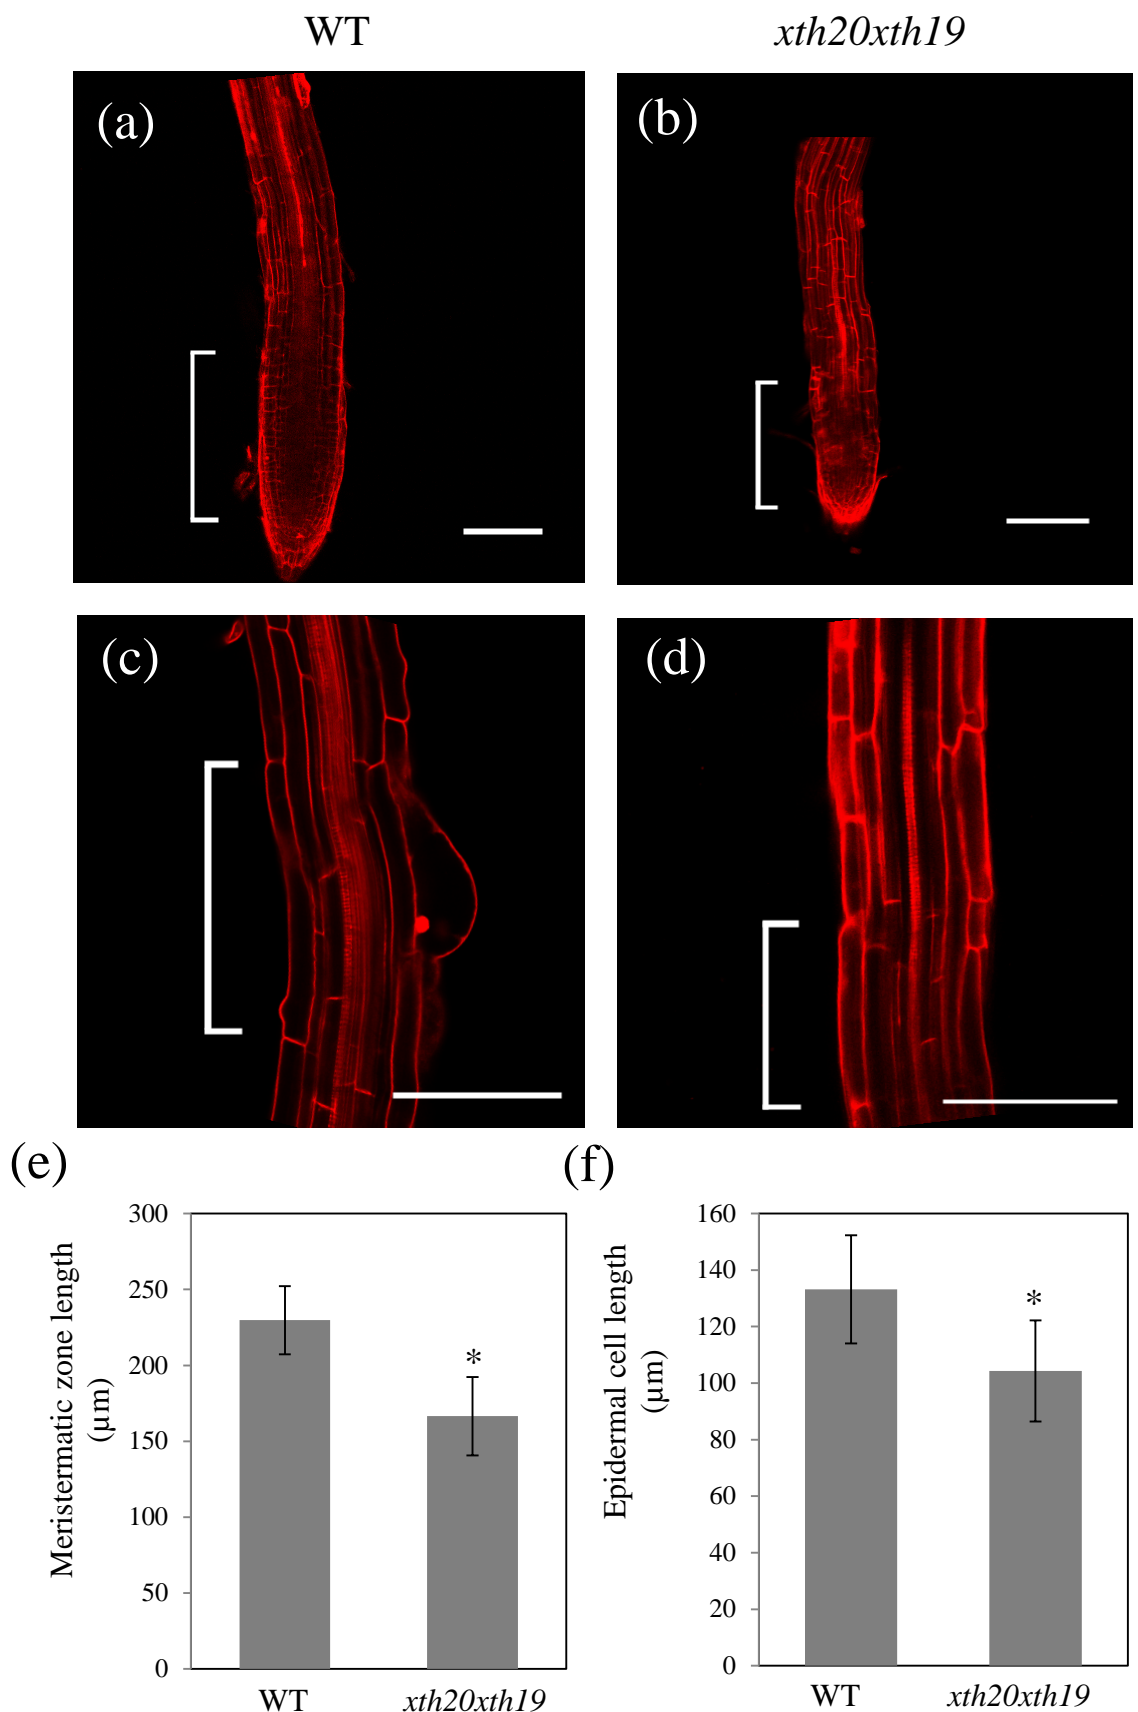 WT
xth20xth19
(a)
(b)
(c)
(d)
(e)
(f)
Meristermatic zone length
(µm)
300
250
200
150
100
50
0
*
WT
xth20xth19
Epidermal cell length
(µm)
160
140
120
100
80
60
40
20
0
*
WT
xth20xth19